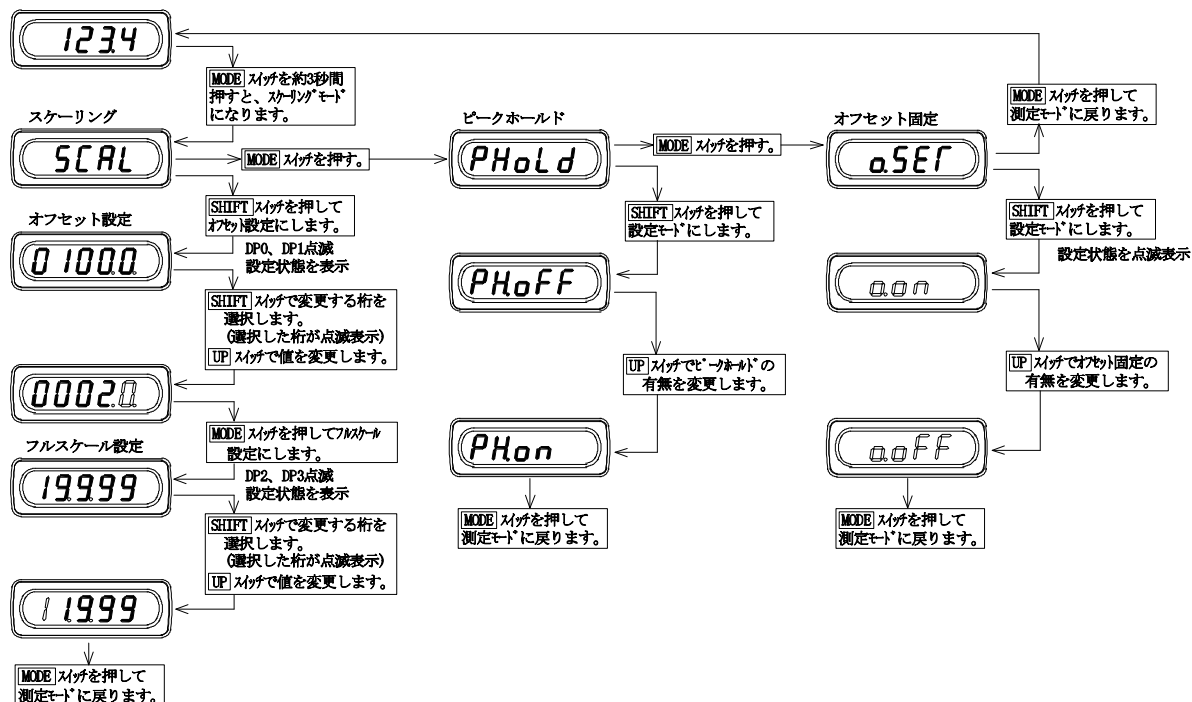 123.4
MODE スイッチを約3秒間
押すと、スケーリングモード
になります。
スケーリング
SCAL
MODE スイッチを押す。
SHIFT スイッチを押して
オフセット設定にします。
オフセット設定
0100.0
DP0、DP1点滅
設定状態を表示
SHIFT スイッチで変更する桁を
選択します。
(選択した桁が点滅表示)
UP スイッチで値を変更します。
0002.0
MODE スイッチを押してフルスケール
設定にします。
フルスケール設定
19.9.99
DP2、DP3点滅
設定状態を表示
SHIFT スイッチで変更する桁を
選択します。
(選択した桁が点滅表示)
UP スイッチで値を変更します。
11.9.99
MODE スイッチを押して
測定モードに戻ります。
ピークホールド
PHoLd
MODE スイッチを押す。
SHIFT スイッチを押して
設定モードにします。
PH.oFF
UP スイッチでピークホールドの
有無を変更します。
PH.on
MODE スイッチを押して
測定モードに戻ります。
オフセット固定
o.SET
MODE スイッチを押して
測定モードに戻ります。
SHIFT スイッチを押して
設定モードにします。
設定状態を点滅表示
o.on
UP スイッチでオフセット固定の
有無を変更します。
o.oFF
MODE スイッチを押して
測定モードに戻ります。